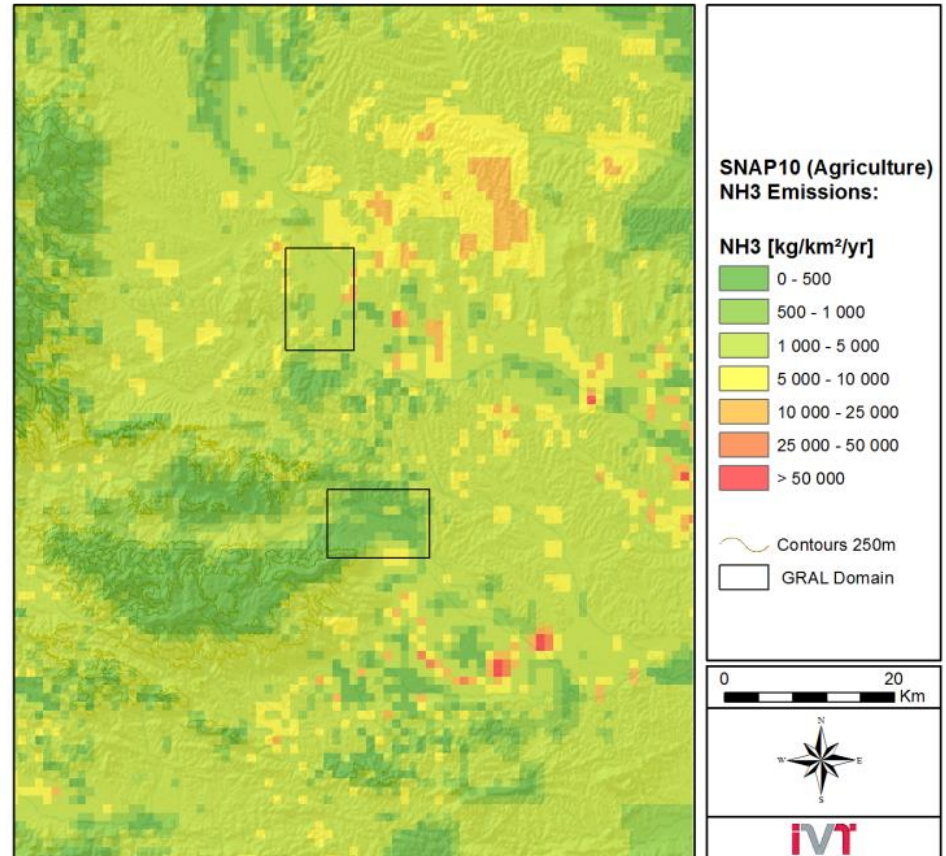 SNAP10 (Agriculture)
NH3 Emissions:
NH3 [kg/km²/yr]
0 - 500
500 - 1 000
1 000 - 5 000
5 000 - 10 000
10 000 - 25 000
25 000 - 50 000
> 50 000
Contours 250m
GRAL Domain
0 20
Km
N
W E
S
iVT